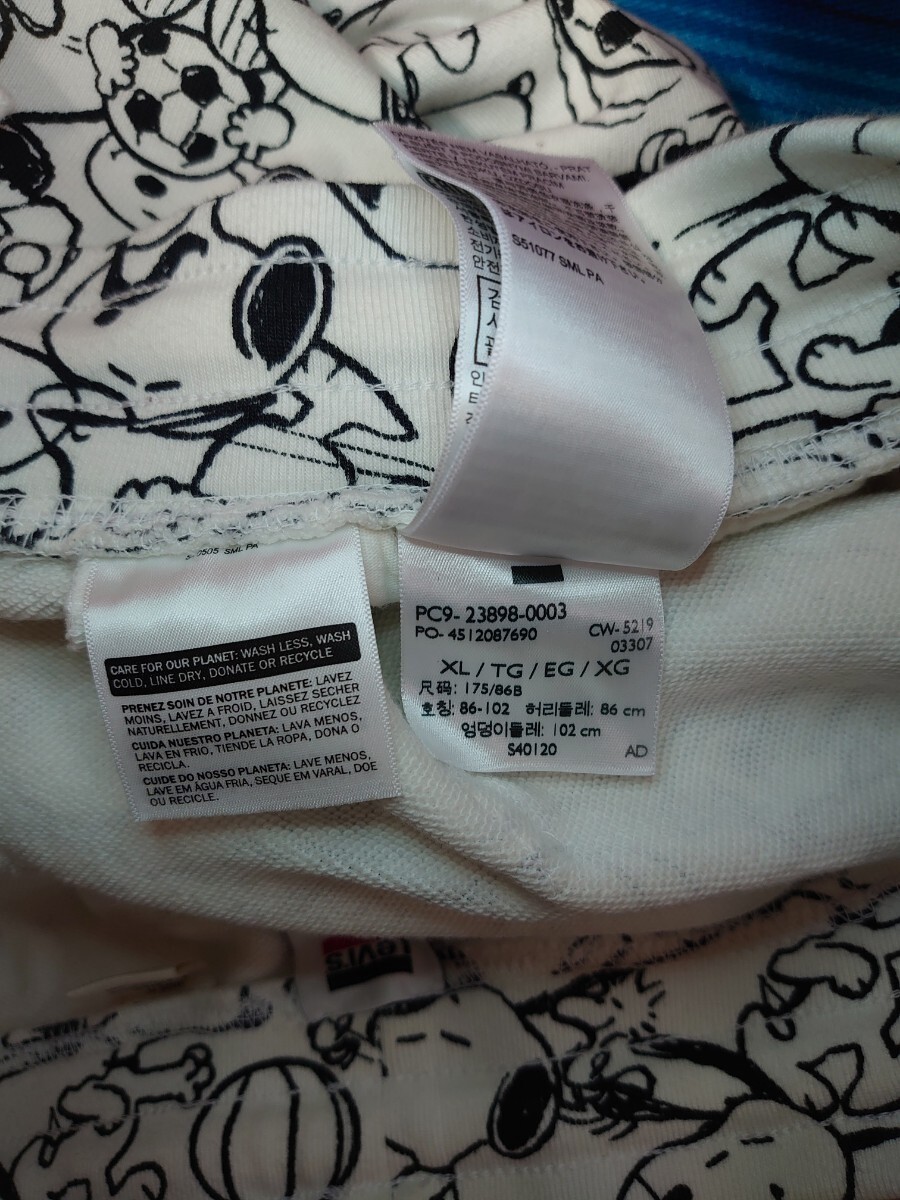 S51077 SML PA
SML PA
CARE FOR OUR PLANET: WASH LESS, WASH
COLD, LINE DRY, DONATE OR RECYCLE
PRENEZ SOIN DE NOTRE PLANETE: LAVEZ
MOINS, LAVEZ A FROID, LAISSEZ SECHER
NATURELLEMENT, DONNEZ OU RECYCLEZ
CUIDA NUESTRO PLANETA: LAVA MENOS,
LAVA EN FRIO, TIENDE LA ROPA, DONA O
RECICLA.
CUIDE DO NOSSO PLANETA: LAVE MENOS,
LAVE EM ÁGUA FRIA, SEQUE EM VARAL, DOE
OU RECICLE.
PC9- 23898-0003
PO- 4512087690 CW- 5219
03307
XL / TG / EG / XG
尺码: 175/86B
호칭: 86-102 허리둘레: 86 cm
엉덩이둘레: 102 cm
S40120 AD
Levi's